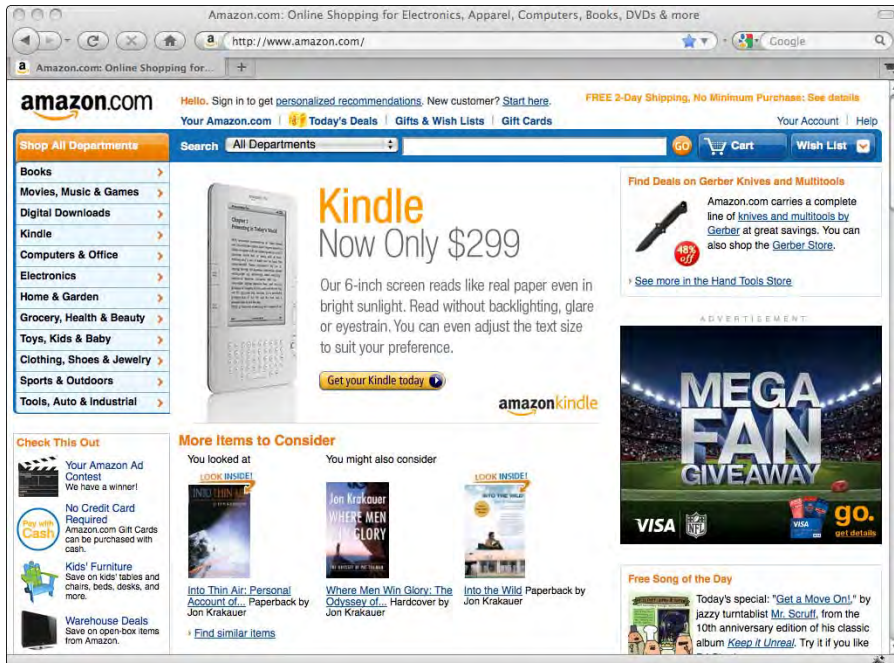 Amazon.com: Online Shopping for Electronics, Apparel, Computers, Books, DVDs & more
http://www.amazon.com/
Google
Amazon.com: Online Shopping for...
amazon.com
Hello. Sign in to get personalized recommendations. New customer? Start here.
FREE 2-Day Shipping, No Minimum Purchase: See details
Your Amazon.com | Today's Deals | Gifts & Wish Lists | Gift Cards
Your Account | Help
Shop All Departments
Search All Departments GO Cart Wish List
Books
Movies, Music & Games
Digital Downloads
Kindle
Computers & Office
Electronics
Home & Garden
Grocery, Health & Beauty
Toys, Kids & Baby
Clothing, Shoes & Jewelry
Sports & Outdoors
Tools, Auto & Industrial
Kindle
Now Only $299
Our 6-inch screen reads like real paper even in
bright sunlight. Read without backlighting, glare
or eyestrain. You can even adjust the text size
to suit your preference.
Get your Kindle today
amazonkindle
Find Deals on Gerber Knives and Multitools
Amazon.com carries a complete
line of knives and multitools by
Gerber at great savings. You can
also shop the Gerber Store.
48%
off
See more in the Hand Tools Store
ADVERTISEMENT
MEGA
FAN
GIVEAWAY
VISA NFL VISA go.
get details
Check This Out
Your Amazon Ad
Contest
We have a winner!
Pay with
Cash
No Credit Card
Required
Amazon.com Gift Cards
can be purchased with
cash.
Kids' Furniture
Save on kids' tables and
chairs, beds, desks, and
more.
Warehouse Deals
Save on open-box items
from Amazon.
More Items to Consider
You looked at
You might also consider
LOOK INSIDE!
INTO THIN AIR
Jon Krakauer
WHERE MEN
WIN GLORY
THE ODYSSEY OF PAT TILLMAN
LOOK INSIDE!
INTO THE WILD
Into Thin Air: Personal
Account of... Paperback by
Jon Krakauer
Where Men Win Glory: The
Odyssey of... Hardcover by
Jon Krakauer
Into the Wild Paperback by
Jon Krakauer
Find similar items
Free Song of the Day
Today's special: "Get a Move On!," by
jazzy turntablist Mr. Scruff, from the
10th anniversary edition of his classic
album Keep it Unreal. Try it if you like